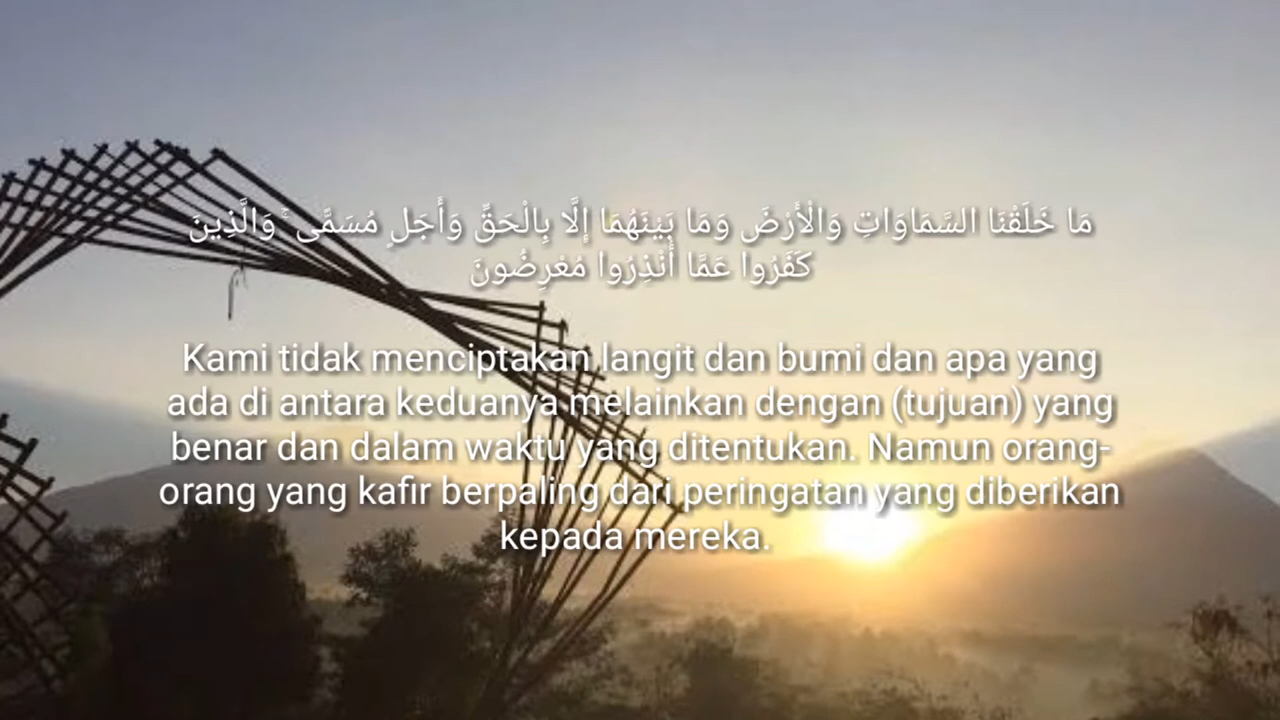 مَا خَلَقْنَا السَّمَاوَاتِ وَالْأَرْضَ وَمَا بَيْنَهُمَا إِلَّا بِالْحَقِّ وَأَجَلٍ مُسَمًّى ۚ وَالَّذِينَ
كَفَرُوا عَمَّا أُنْذِرُوا مُعْرِضُونَ
Kami tidak menciptakan langit dan bumi dan apa yang
ada di antara keduanya melainkan dengan (tujuan) yang
benar dan dalam waktu yang ditentukan. Namun orang-
orang yang kafir berpaling dari peringatan yang diberikan
kepada mereka.